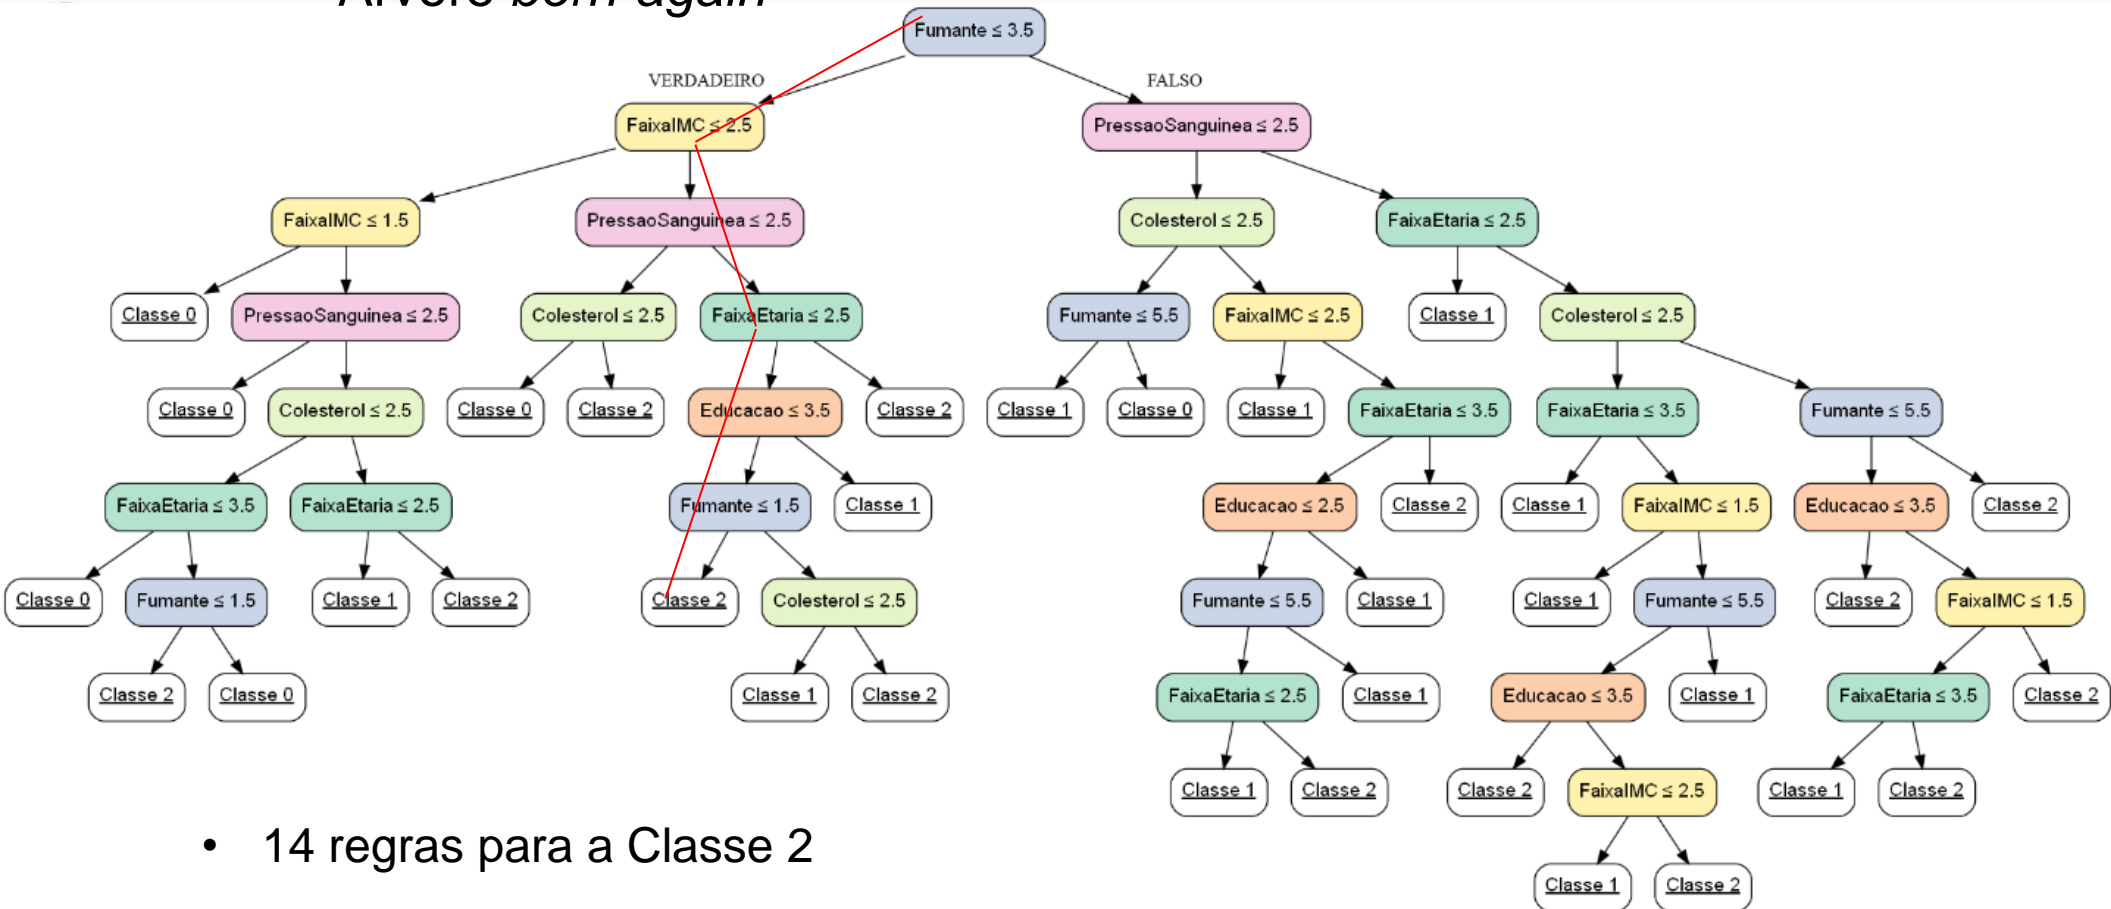 Árvore born again
Fumante ≤ 3.5
VERDADEIRO FALSO
FaixaIMC ≤ 2.5 PressaoSanguinea ≤ 2.5
FaixaIMC ≤ 1.5 PressaoSanguinea ≤ 2.5 Colesterol ≤ 2.5 FaixaEtaria ≤ 2.5
Classe 0 PressaoSanguinea ≤ 2.5 Colesterol ≤ 2.5 FaixaEtaria ≤ 2.5 Fumante ≤ 5.5 FaixaIMC ≤ 2.5 Classe 1 Colesterol ≤ 2.5
Classe 0 Colesterol ≤ 2.5 Classe 0 Classe 2 Educacao ≤ 3.5 Classe 2 Classe 1 Classe 0 Classe 1 FaixaEtaria ≤ 3.5 FaixaEtaria ≤ 3.5 Fumante ≤ 5.5
FaixaEtaria ≤ 3.5 FaixaEtaria ≤ 2.5 Fumante ≤ 1.5 Classe 1 Educacao ≤ 2.5 Classe 2 Classe 1 FaixaIMC ≤ 1.5 Educacao ≤ 3.5 Classe 2
Classe 0 Fumante ≤ 1.5 Classe 1 Classe 2 Classe 2 Colesterol ≤ 2.5 Fumante ≤ 5.5 Classe 1 Classe 1 Fumante ≤ 5.5 Classe 2 FaixaIMC ≤ 1.5
Classe 2 Classe 0 Classe 1 Classe 2 FaixaEtaria ≤ 2.5 Classe 1 Educacao ≤ 3.5 Classe 1 FaixaEtaria ≤ 3.5 Classe 2
Classe 1 Classe 2 Classe 2 FaixaIMC ≤ 2.5 Classe 1 Classe 2
• 14 regras para a Classe 2
Classe 1 Classe 2